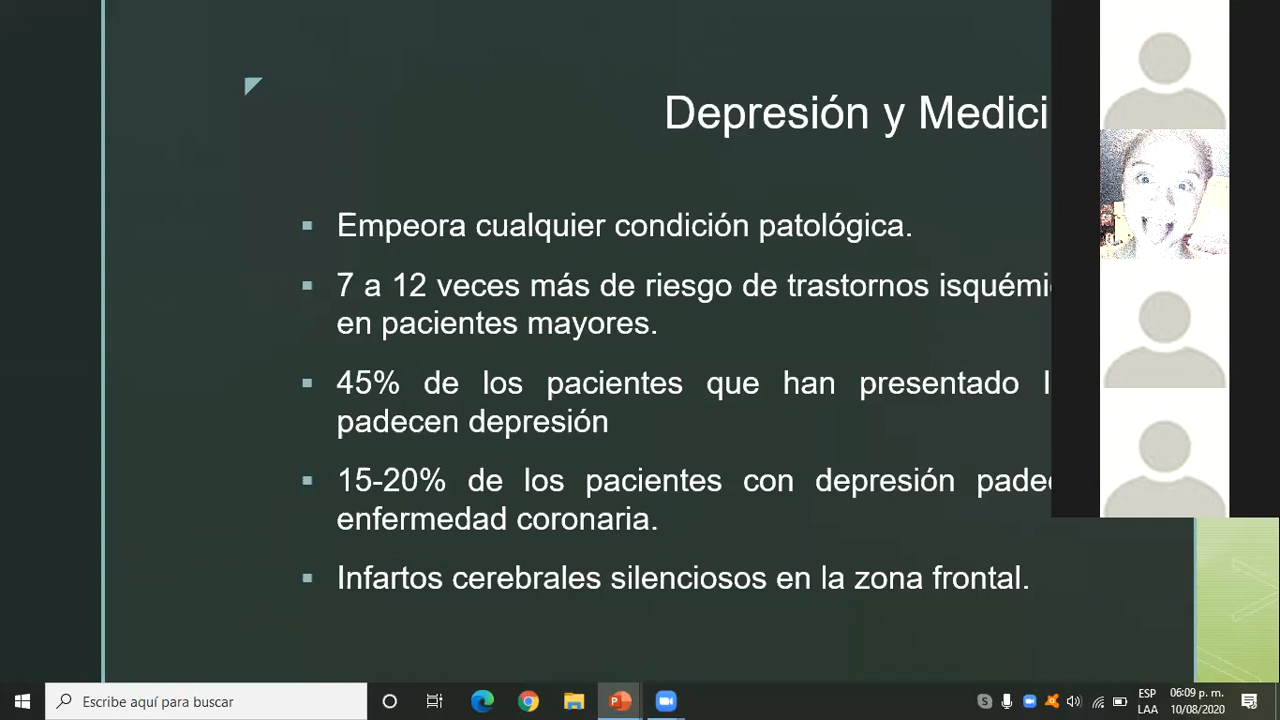 Depresión y Medici
Empeora cualquier condición patológica.
7 a 12 veces más de riesgo de trastornos isquémi
en pacientes mayores.
45% de los pacientes que han presentado
padecen depresión
15-20% de los pacientes con depresión padec
enfermedad coronaria.
Infartos cerebrales silenciosos en la zona frontal.
Escribe aquí para buscar
ESP
LAA
06:09 p. m.
10/08/2020